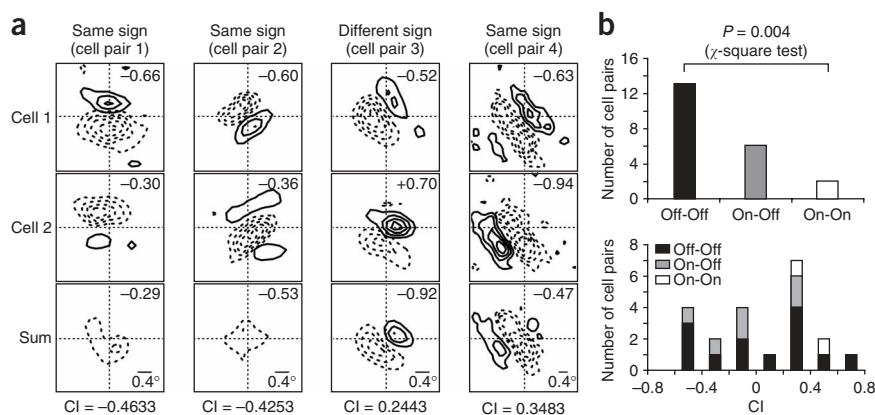 a
Same sign
(cell pair 1)
Same sign
(cell pair 2)
Different sign
(cell pair 3)
Same sign
(cell pair 4)
Cell 1
−0.66
−0.60
−0.52
−0.63
Cell 2
−0.30
−0.36
+0.70
−0.94
Sum
−0.29
−0.53
−0.92
−0.47
0.4°
0.4°
0.4°
0.4°
CI = −0.4633
CI = −0.4253
CI = 0.2443
CI = 0.3483
b
P = 0.004
(χ-square test)
Number of cell pairs
16
12
8
4
0
Off-Off
On-Off
On-On
Number of cell pairs
8
6
4
2
0
Off-Off
On-Off
On-On
−0.8
−0.4
0
0.4
0.8
CI